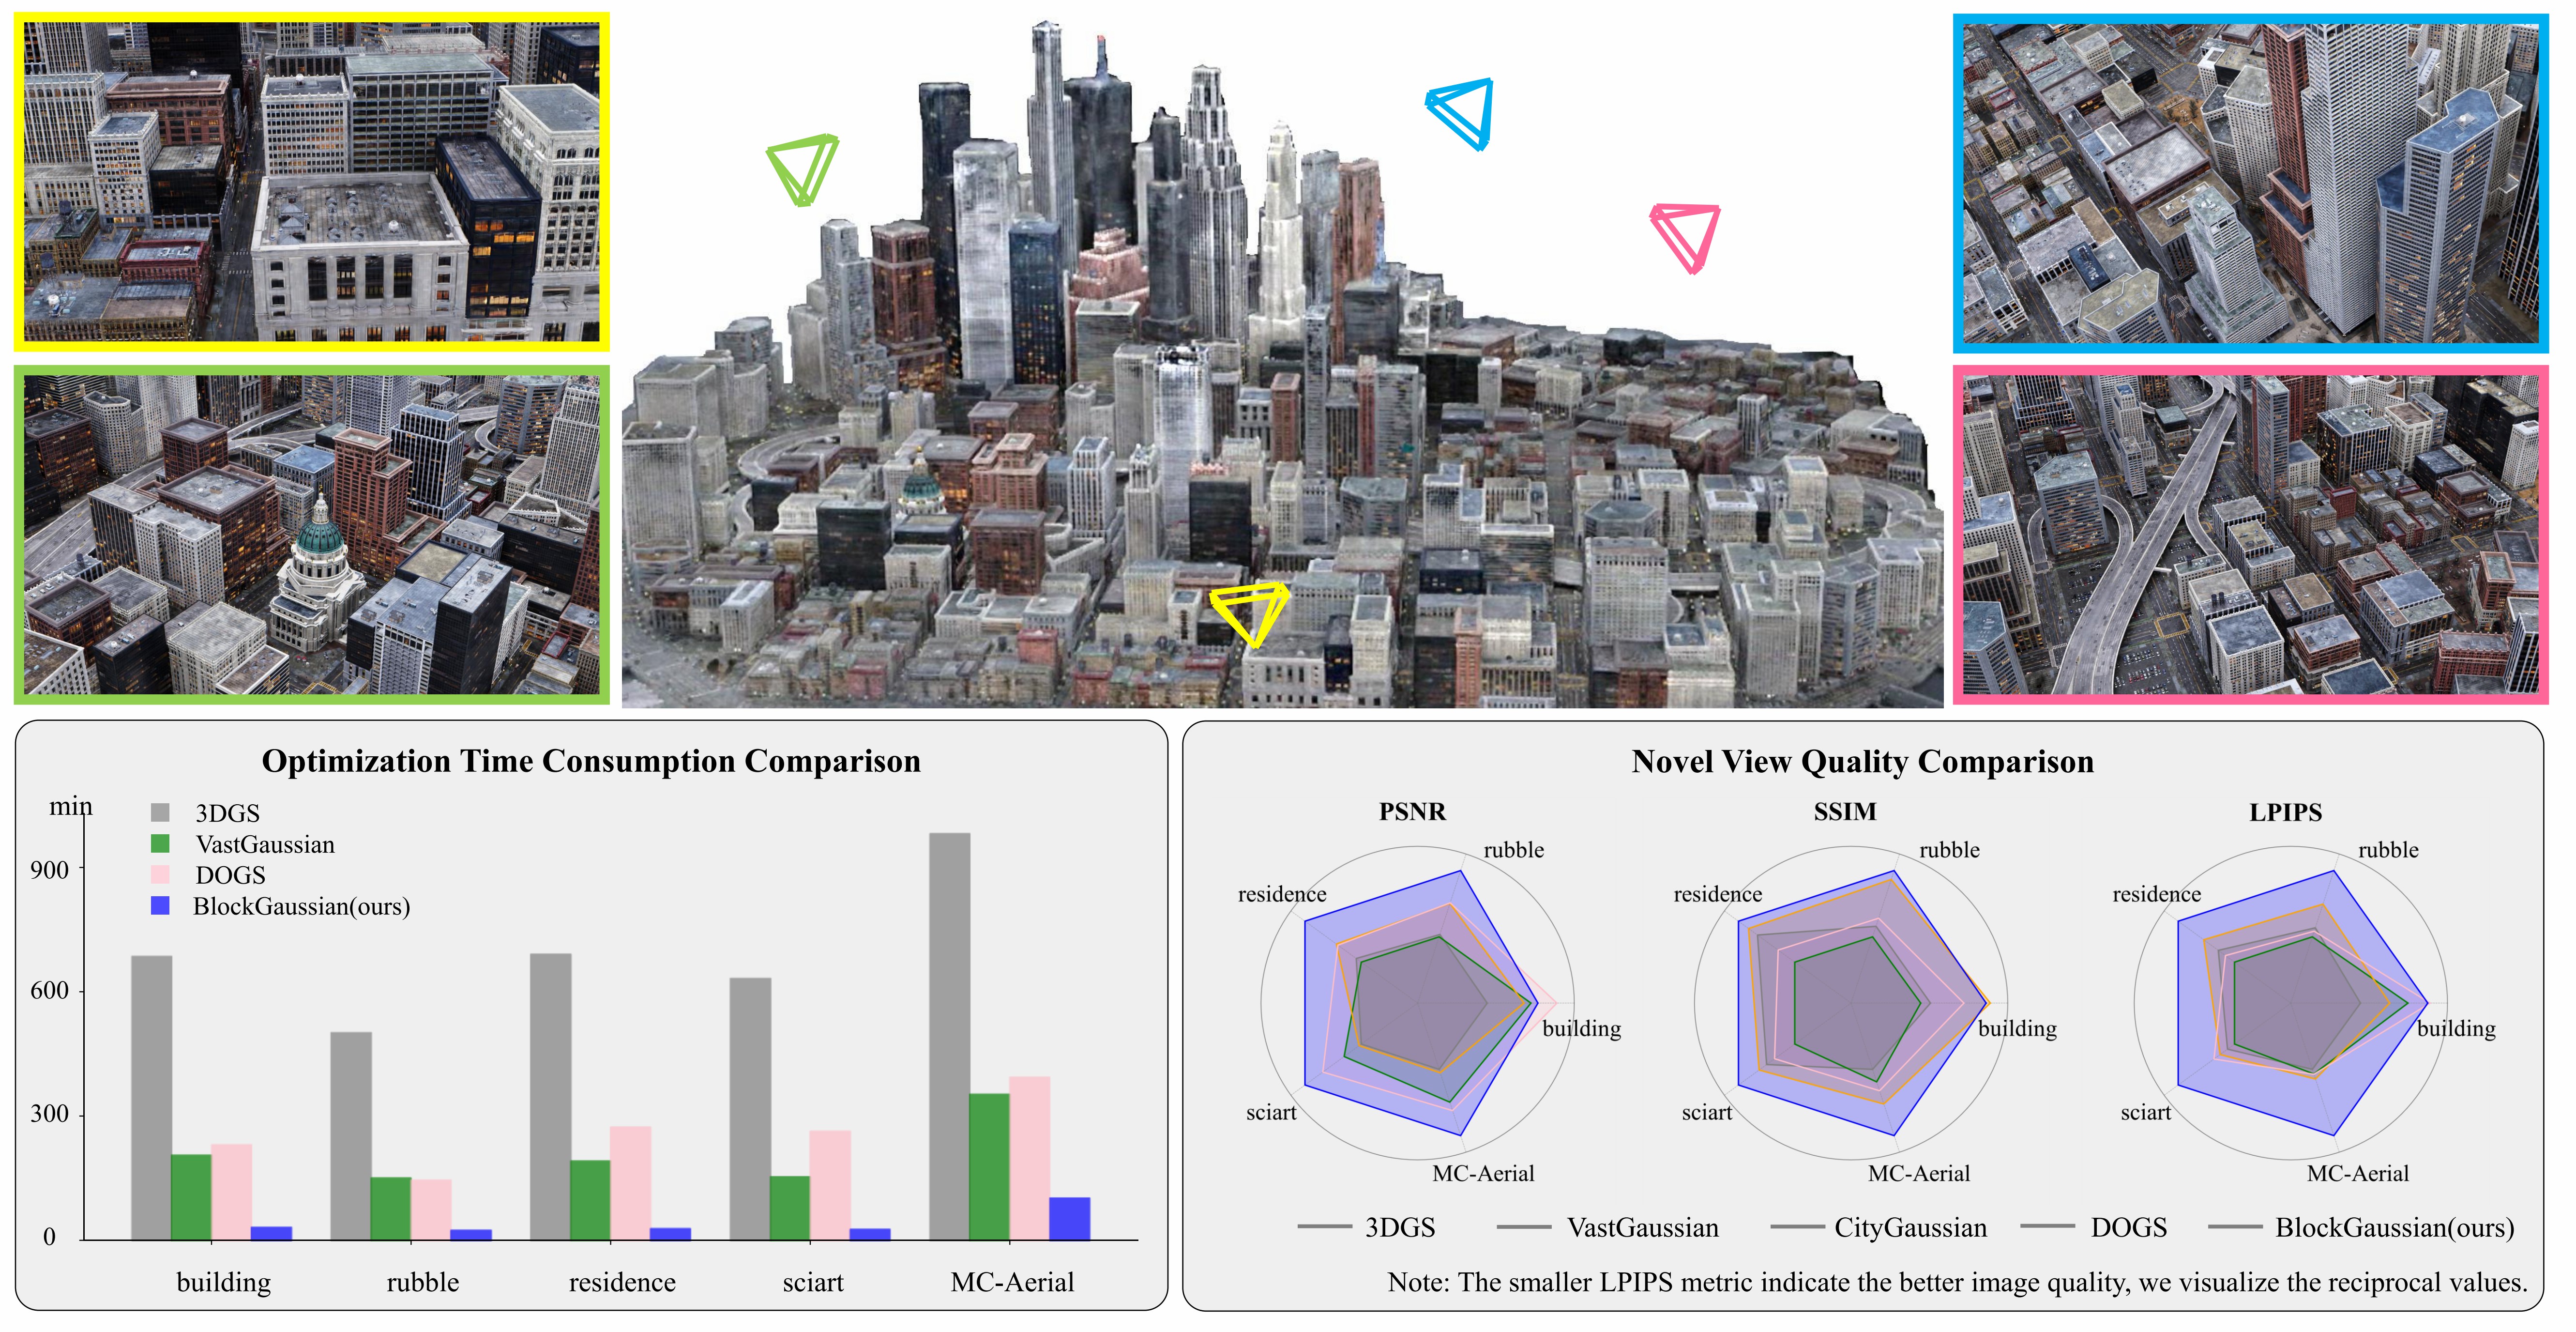 Optimization Time Consumption Comparison
min
3DGS
VastGaussian
DOGS
BlockGaussian(ours)
900
600
300
0
building
rubble
residence
sciart
MC-Aerial
Novel View Quality Comparison
PSNR
rubble
residence
building
sciart
MC-Aerial
SSIM
rubble
residence
building
sciart
MC-Aerial
LPIPS
rubble
residence
building
sciart
MC-Aerial
3DGS
VastGaussian
CityGaussian
DOGS
BlockGaussian(ours)
Note: The smaller LPIPS metric indicate the better image quality, we visualize the reciprocal values.